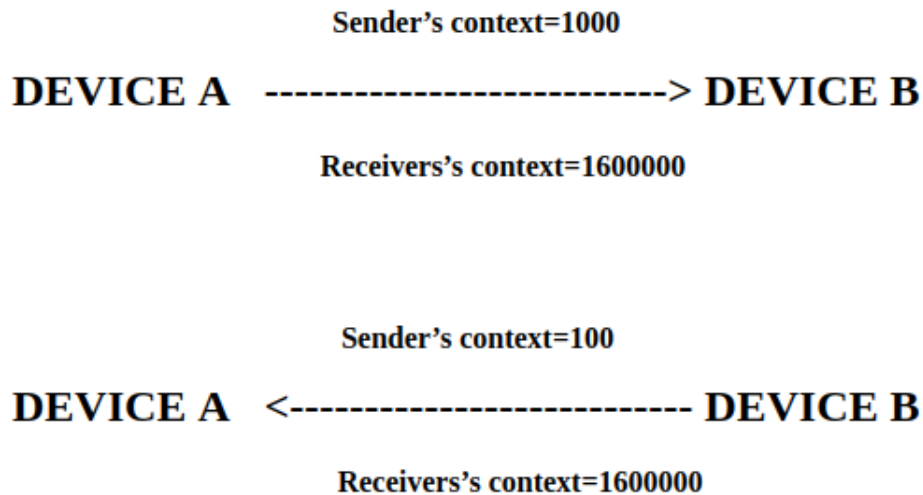 Sender’s context=1000
DEVICE A ---------------------------> DEVICE B
Receivers’s context=1600000
Sender’s context=100
DEVICE A <--------------------------- DEVICE B
Receivers’s context=1600000